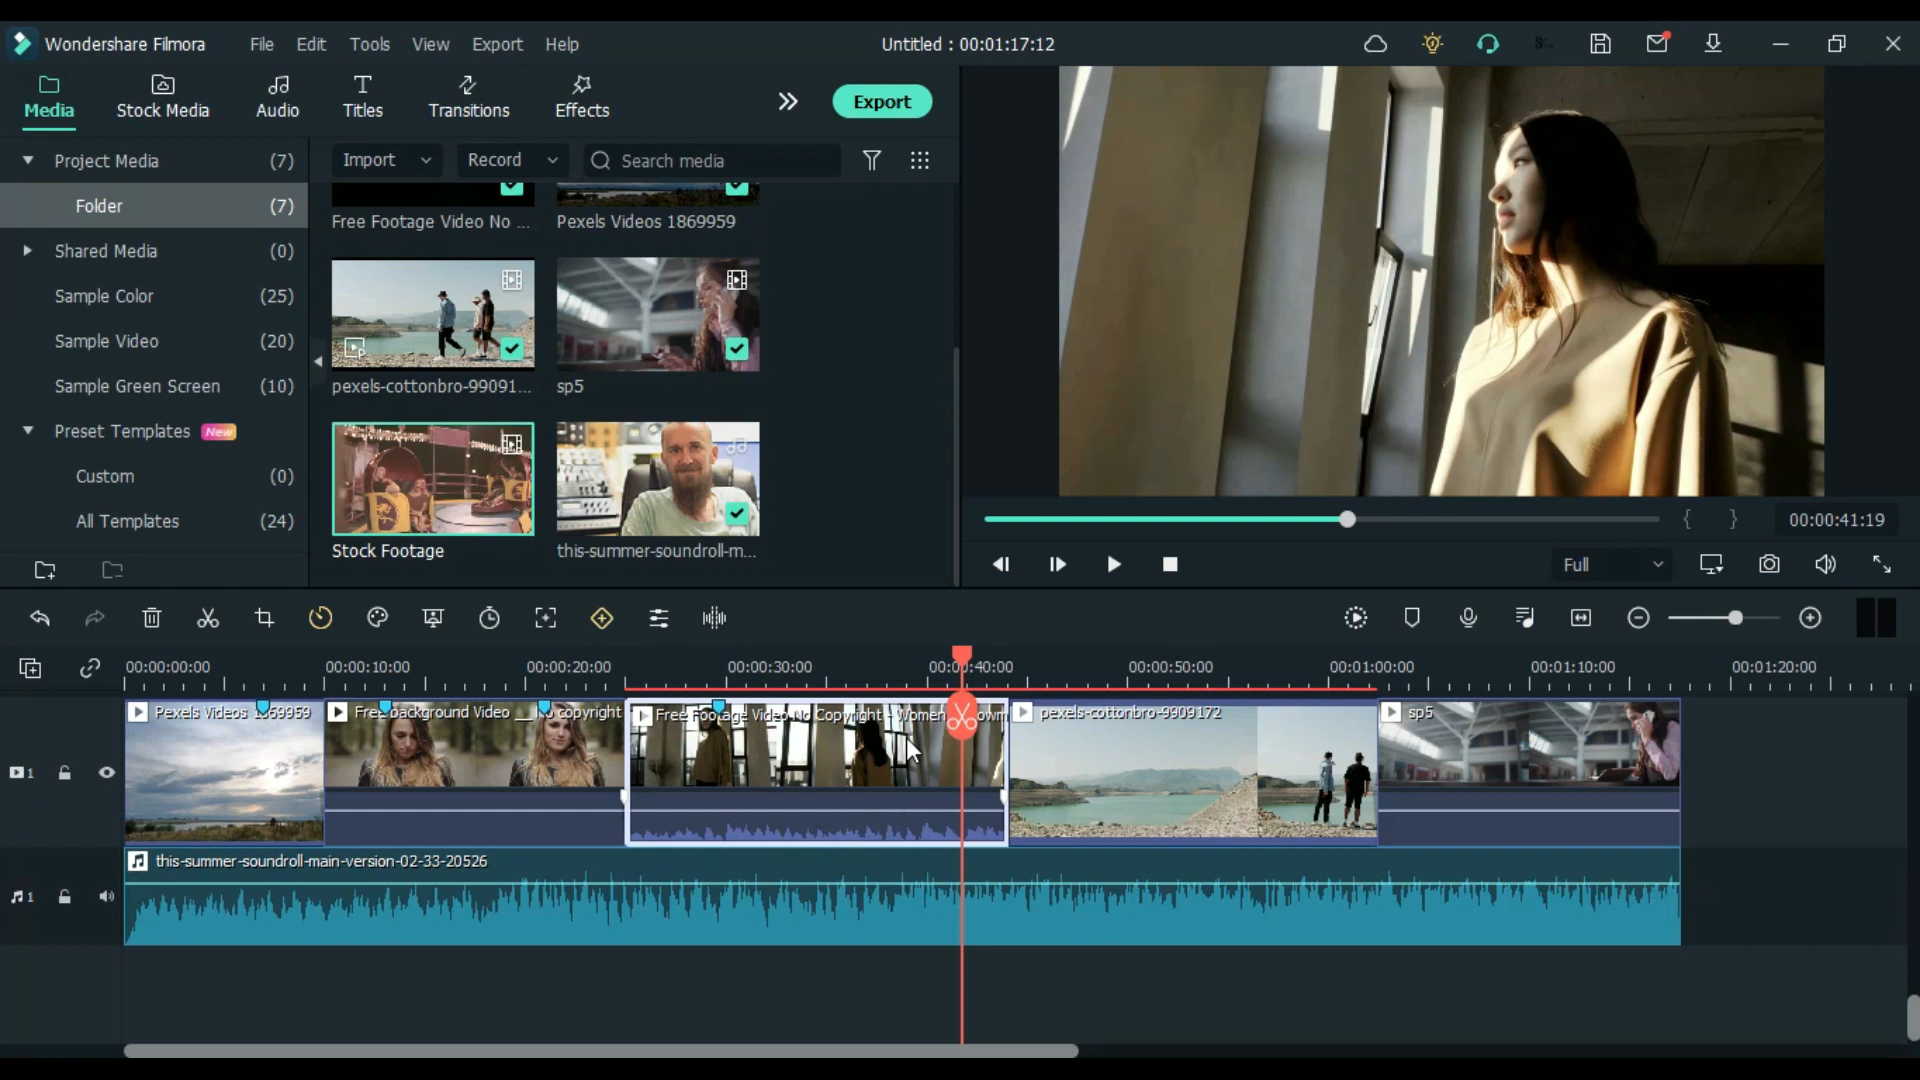 Wondershare Filmora File Edit Tools View Export Help Untitled : 00:01:17:12
Media Stock Media Audio Titles Transitions Effects Export
Project Media (7)
Folder (7)
Shared Media (0)
Sample Color (25)
Sample Video (20)
Sample Green Screen (10)
Preset Templates New
Custom (0)
All Templates (24)
Import Record Search media
Free Footage Video No ... Pexels Videos 1869959
pexels-cottonbro-99091... sp5
Stock Footage this-summer-soundroll-m...
{ } 00:00:41:19
Full
00:00:00:00 00:00:10:00 00:00:20:00 00:00:30:00 00:00:40:00 00:00:50:00 00:01:00:00 00:01:10:00 00:01:20:00
Pexels Videos 1869959 Free background Video __ No copyright Free Footage Video No Copyright - Women pexels-cottonbro-9909172 sp5
1
this-summer-soundroll-main-version-02-33-20526
1